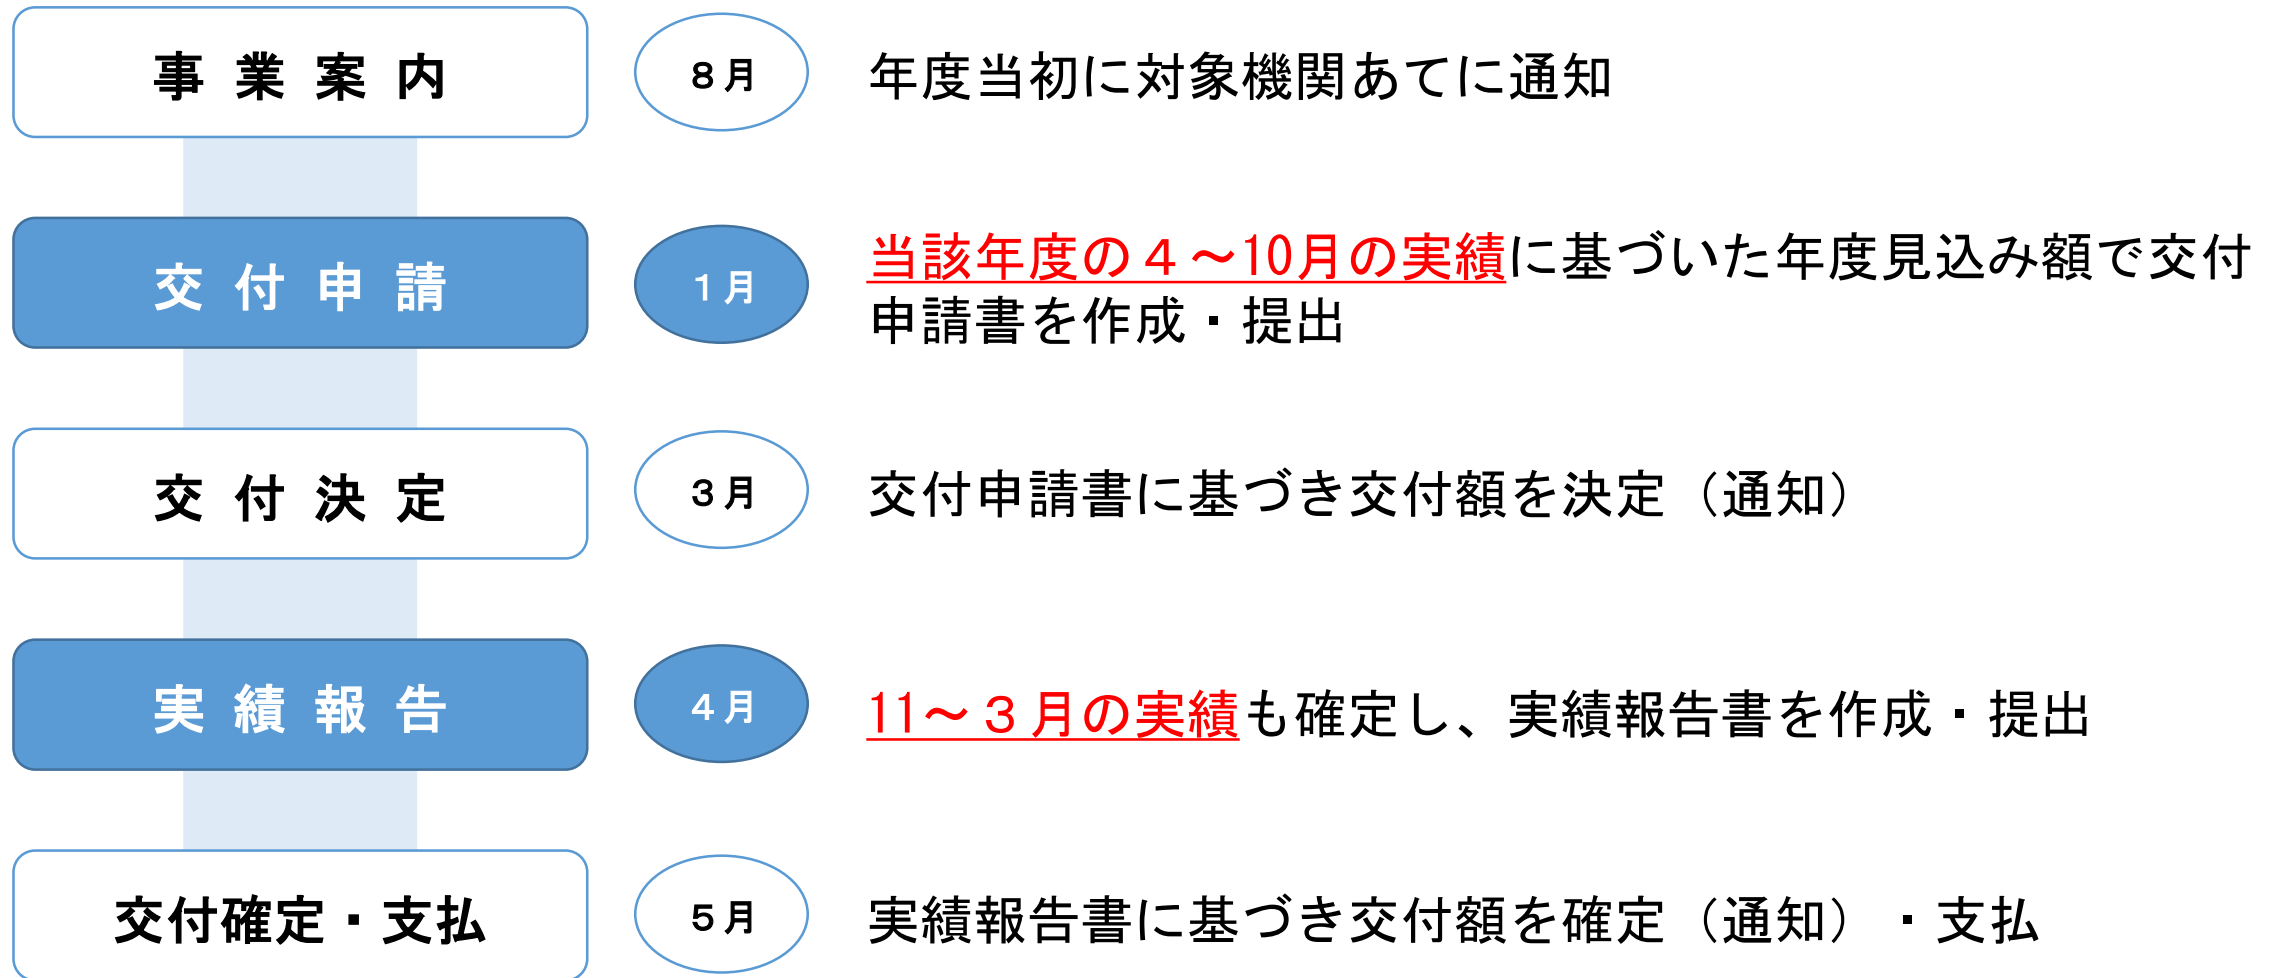 事業案内
８月
年度当初に対象機関あてに通知
交付申請
１月
当該年度の４～10月の実績に基づいた年度見込み額で交付
申請書を作成・提出
交付決定
３月
交付申請書に基づき交付額を決定（通知）
実績報告
４月
11～３月の実績も確定し、実績報告書を作成・提出
交付確定・支払
５月
実績報告書に基づき交付額を確定（通知）・支払